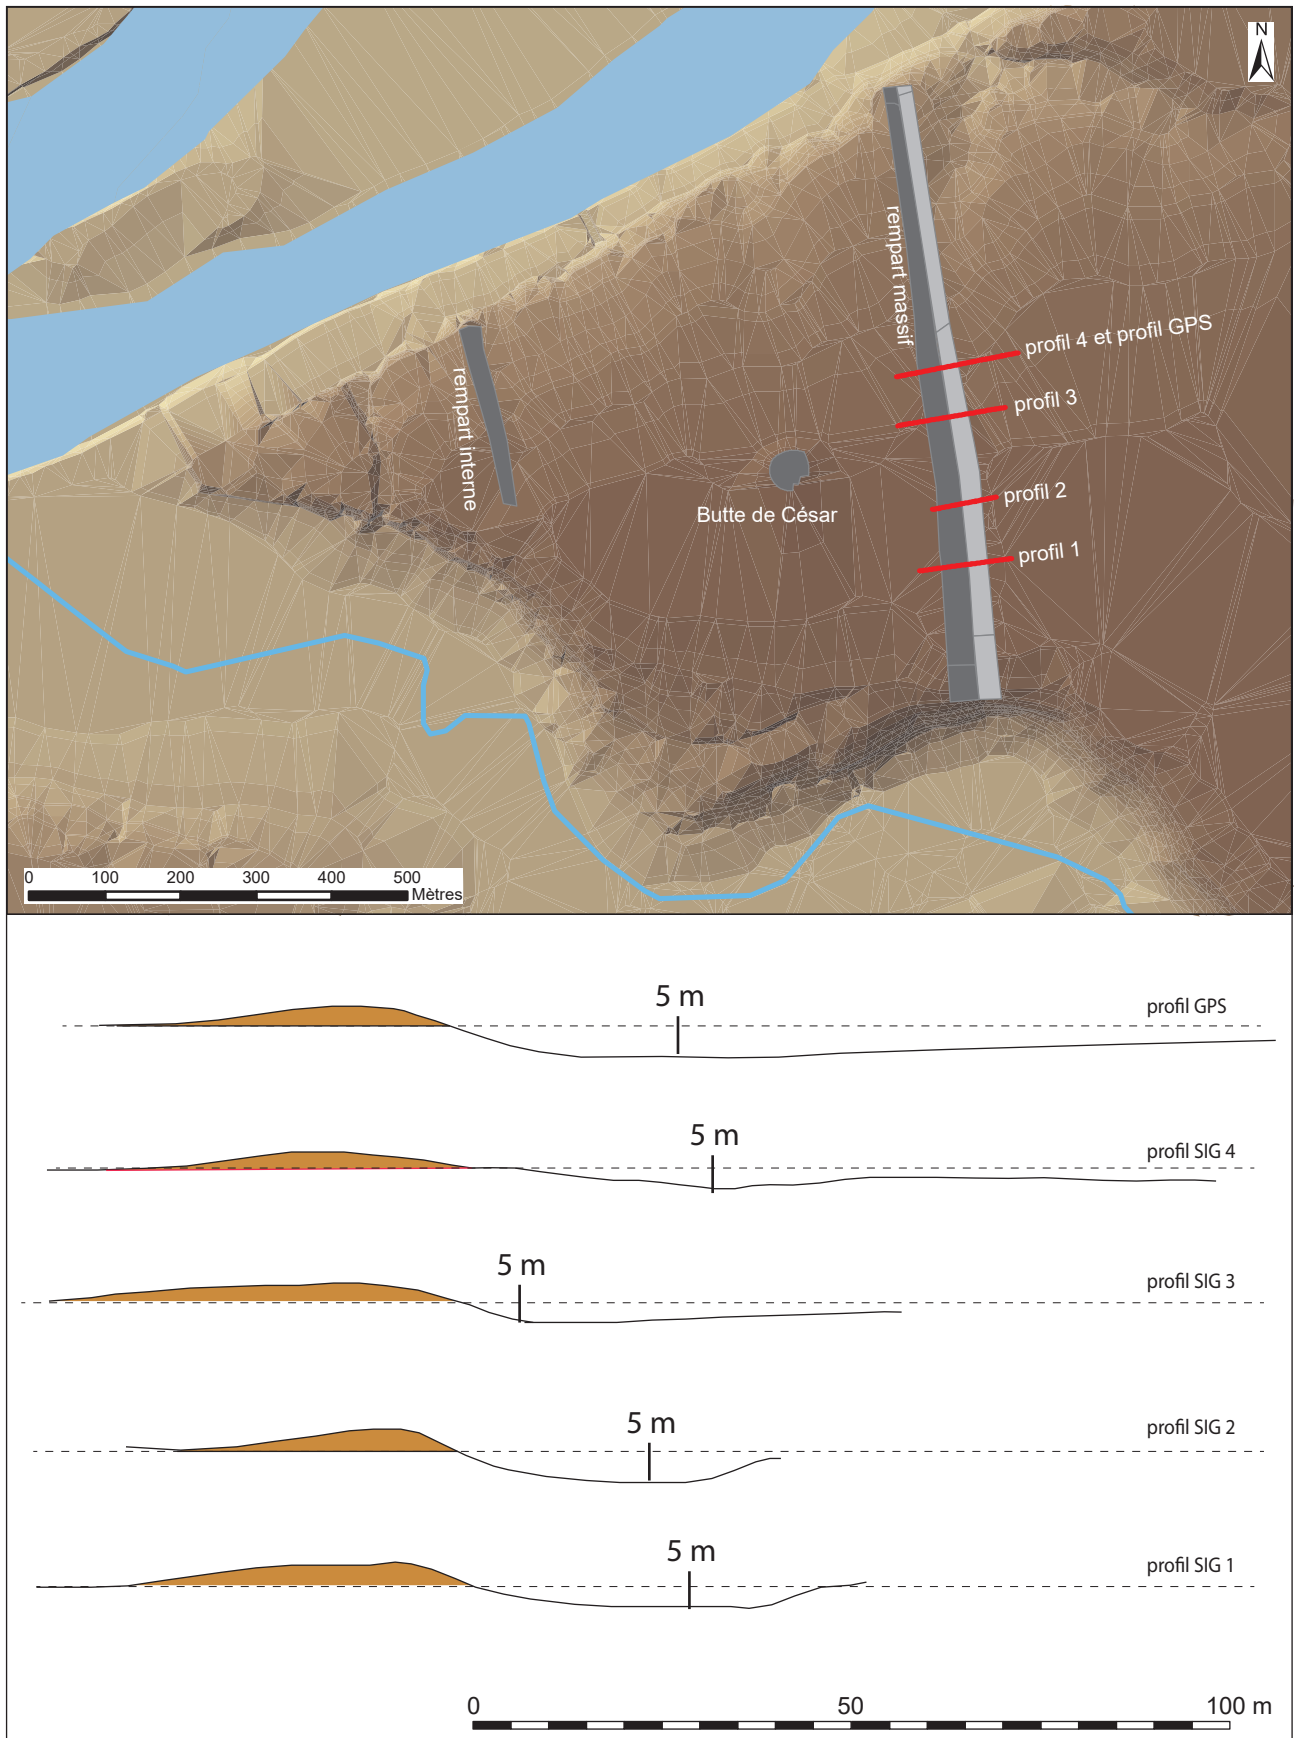 N
rempart massif
profil 4 et profil GPS
profil 3
rempart interne
profil 2
Butte de César
profil 1
0 100 200 300 400 500
Mètres
5 m
profil GPS
5 m
profil SIG 4
5 m
profil SIG 3
5 m
profil SIG 2
5 m
profil SIG 1
0 50 100 m